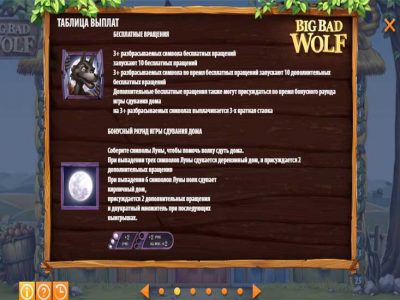 ТАБЛИЦА ВЫПЛАТ
BIG BAD
WOLF
БЕСПЛАТНЫЕ ВРАЩЕНИЯ
3+ разбрасываемых символа бесплатных вращений
запускают 10 бесплатных вращений
3+ разбрасываемых символа во время бесплатных вращений запускают 10 дополнительных
бесплатных вращений
Дополнительные бесплатные вращения также могут присуждаться во время бонусного раунда
игры сдувания дома
на 3+ разбрасываемых символах выплачивается 3-х кратная ставка
БОНУСНЫЙ РАУНД ИГРЫ СДУВАНИЯ ДОМА
Соберите символы Луны, чтобы помочь волку сдуть дома.
При выпадении трех символов Луны сдувается деревянный дом, и присуждается 2
дополнительных вращения
При выпадении 6 символов Луны волк сдувает
кирпичный дом,
присуждается 2 дополнительных вращения
и двукратный множитель при последующих
выигрышах.